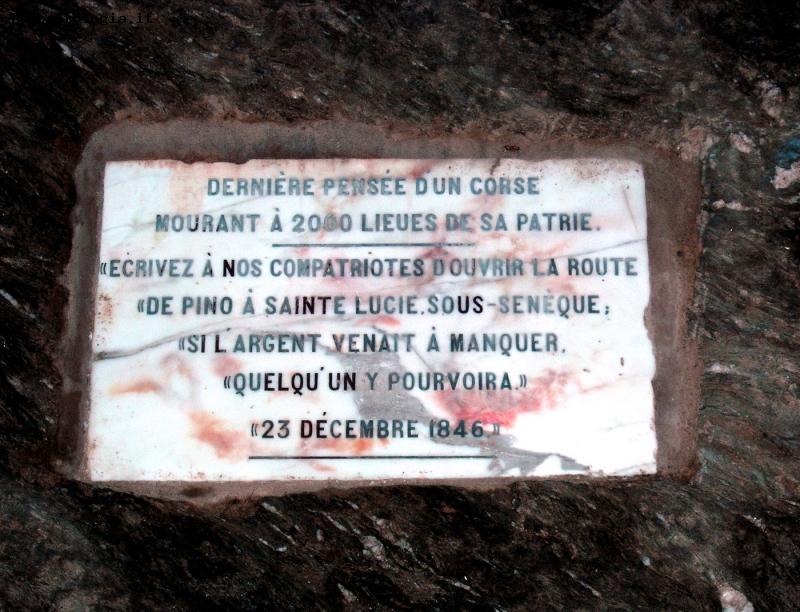 DERNIÈRE PENSÉE D'UN CORSE
MOURANT À 2000 LIEUES DE SA PATRIE.
«ECRIVEZ À NOS COMPATRIOTES D'OUVRIR LA ROUTE
«DE PINO À SAINTE LUCIE, SOUS-SENÈQUE;
«SI L'ARGENT VENAIT À MANQUER,
«QUELQU'UN Y POURVOIRA.»
«23 DÉCEMBRE 1846.»